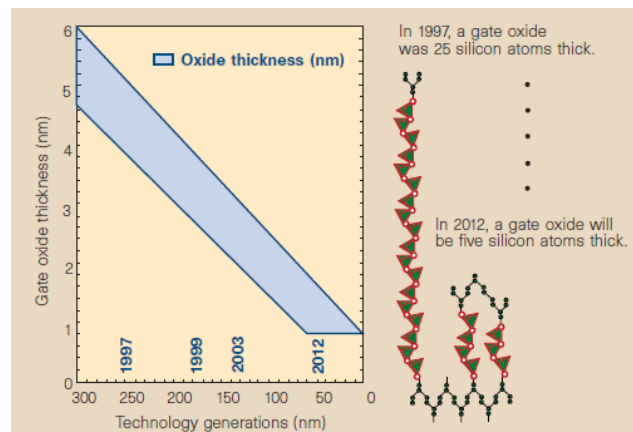 In 1997, a gate oxide
was 25 silicon atoms thick.
Oxide thickness (nm)
In 2012, a gate oxide will
be five silicon atoms thick.
Gate oxide thickness (nm)
6
5
4
3
2
1
0
1997
1999
2003
2012
300 250 200 150 100 50 0
Technology generations (nm)